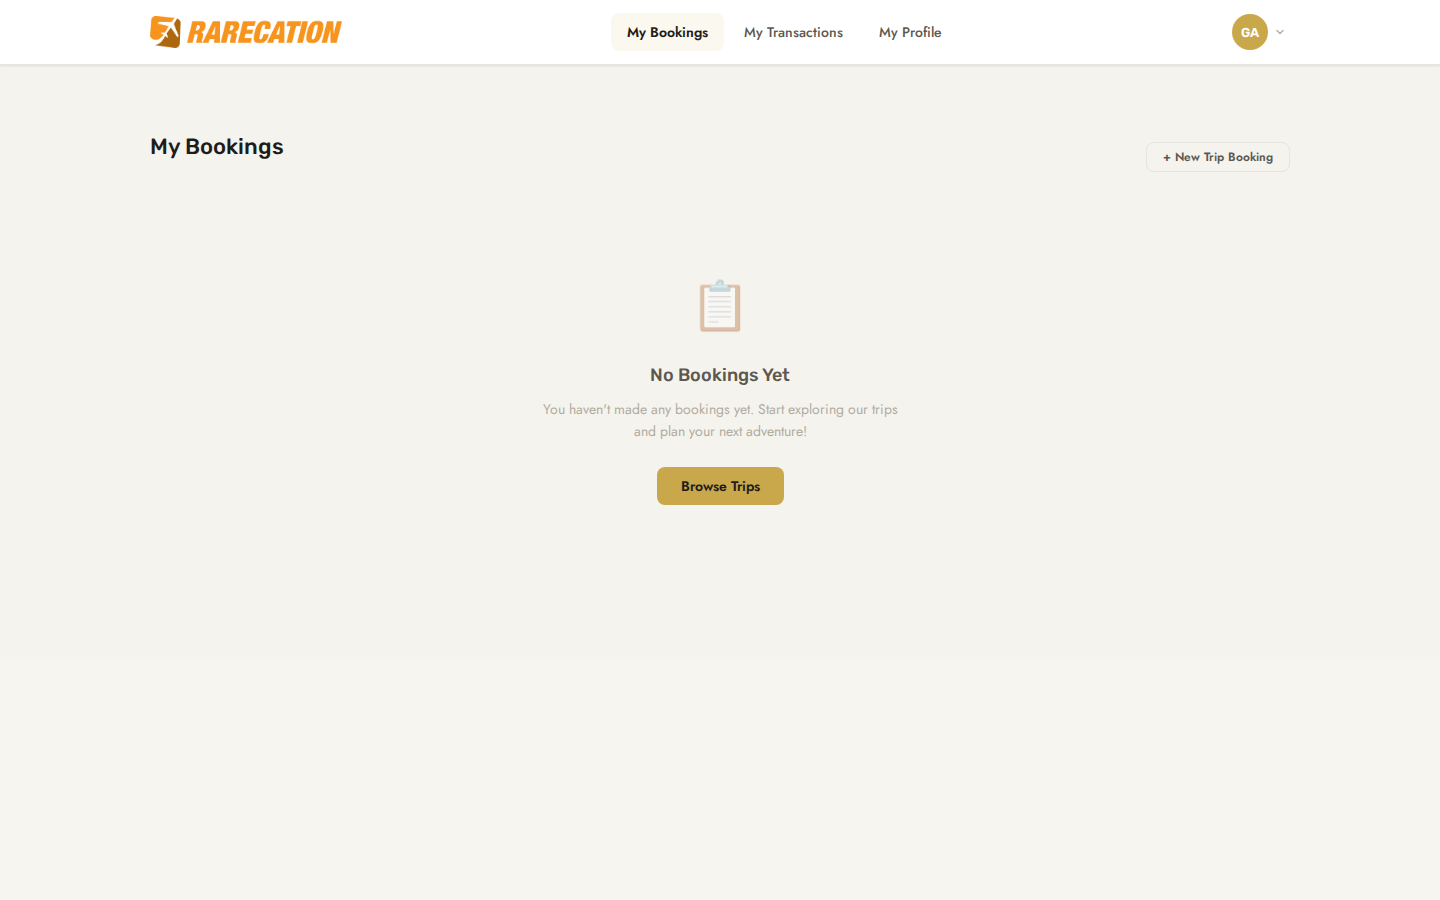 RARECATION
My Bookings
My Transactions
My Profile
GA
My Bookings
+ New Trip Booking
No Bookings Yet
You haven't made any bookings yet. Start exploring our trips
and plan your next adventure!
Browse Trips